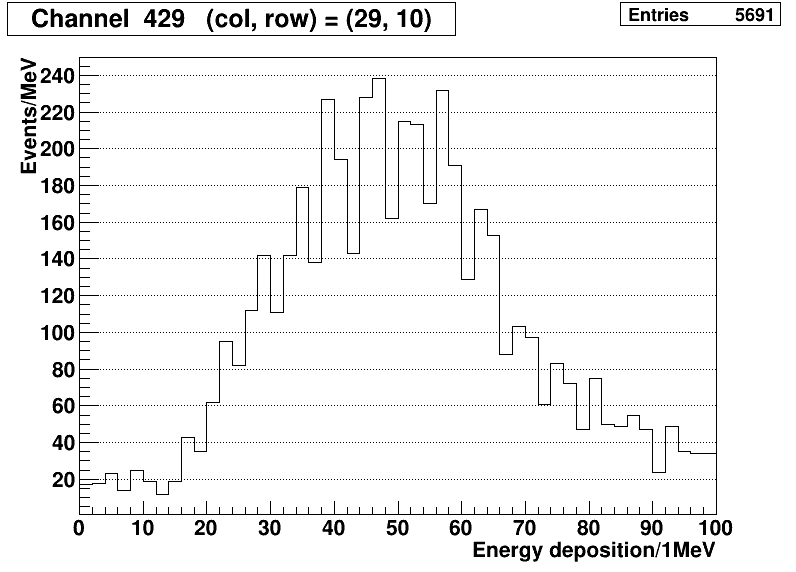 Channel 429 (col, row) = (29, 10)
Entries 5691
Events/MeV
240
220
200
180
160
140
120
100
80
60
40
20
0 10 20 30 40 50 60 70 80 90 100
Energy deposition/1MeV